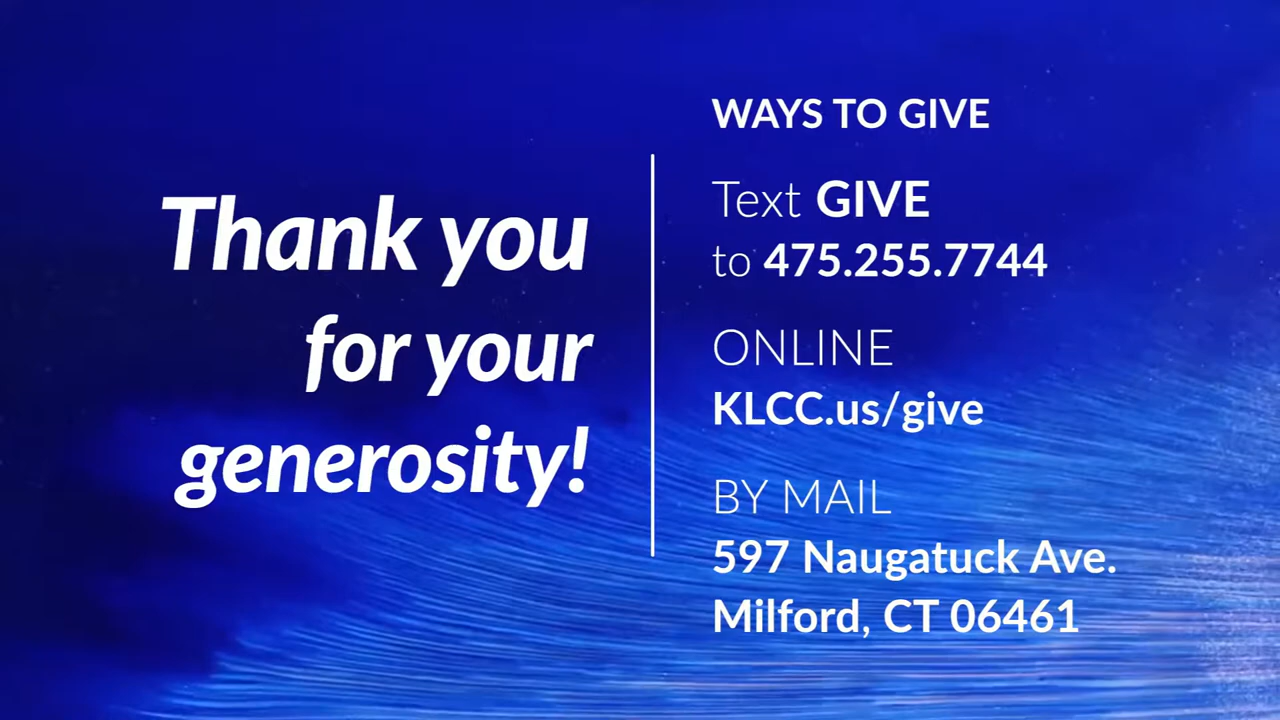 Thank you
for your
generosity!
WAYS TO GIVE
Text GIVE
to 475.255.7744
ONLINE
KLCC.us/give
BY MAIL
597 Naugatuck Ave.
Milford, CT 06461